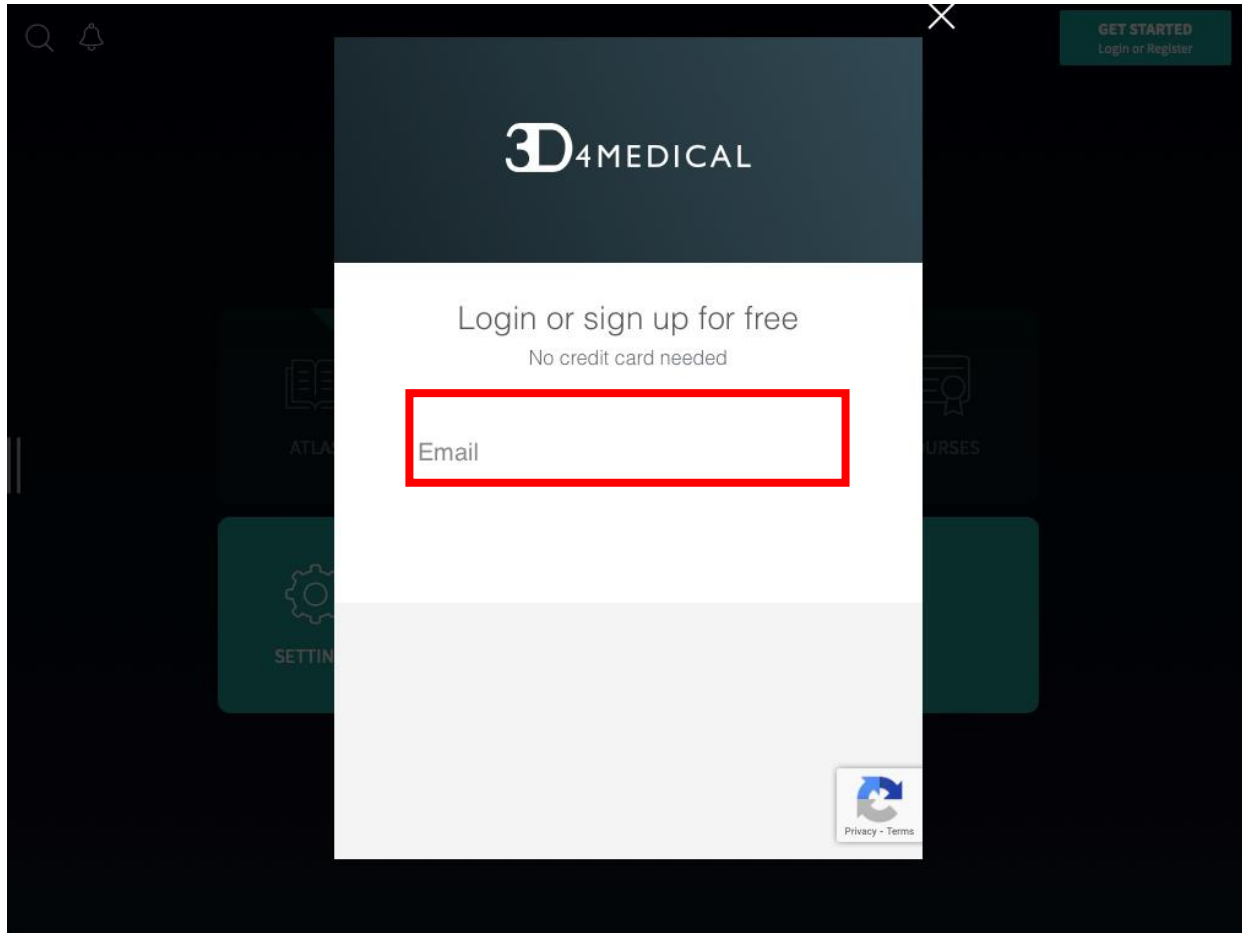 GET STARTED
Login or Register
3D4MEDICAL
Login or sign up for free
No credit card needed
Email
Privacy - Terms